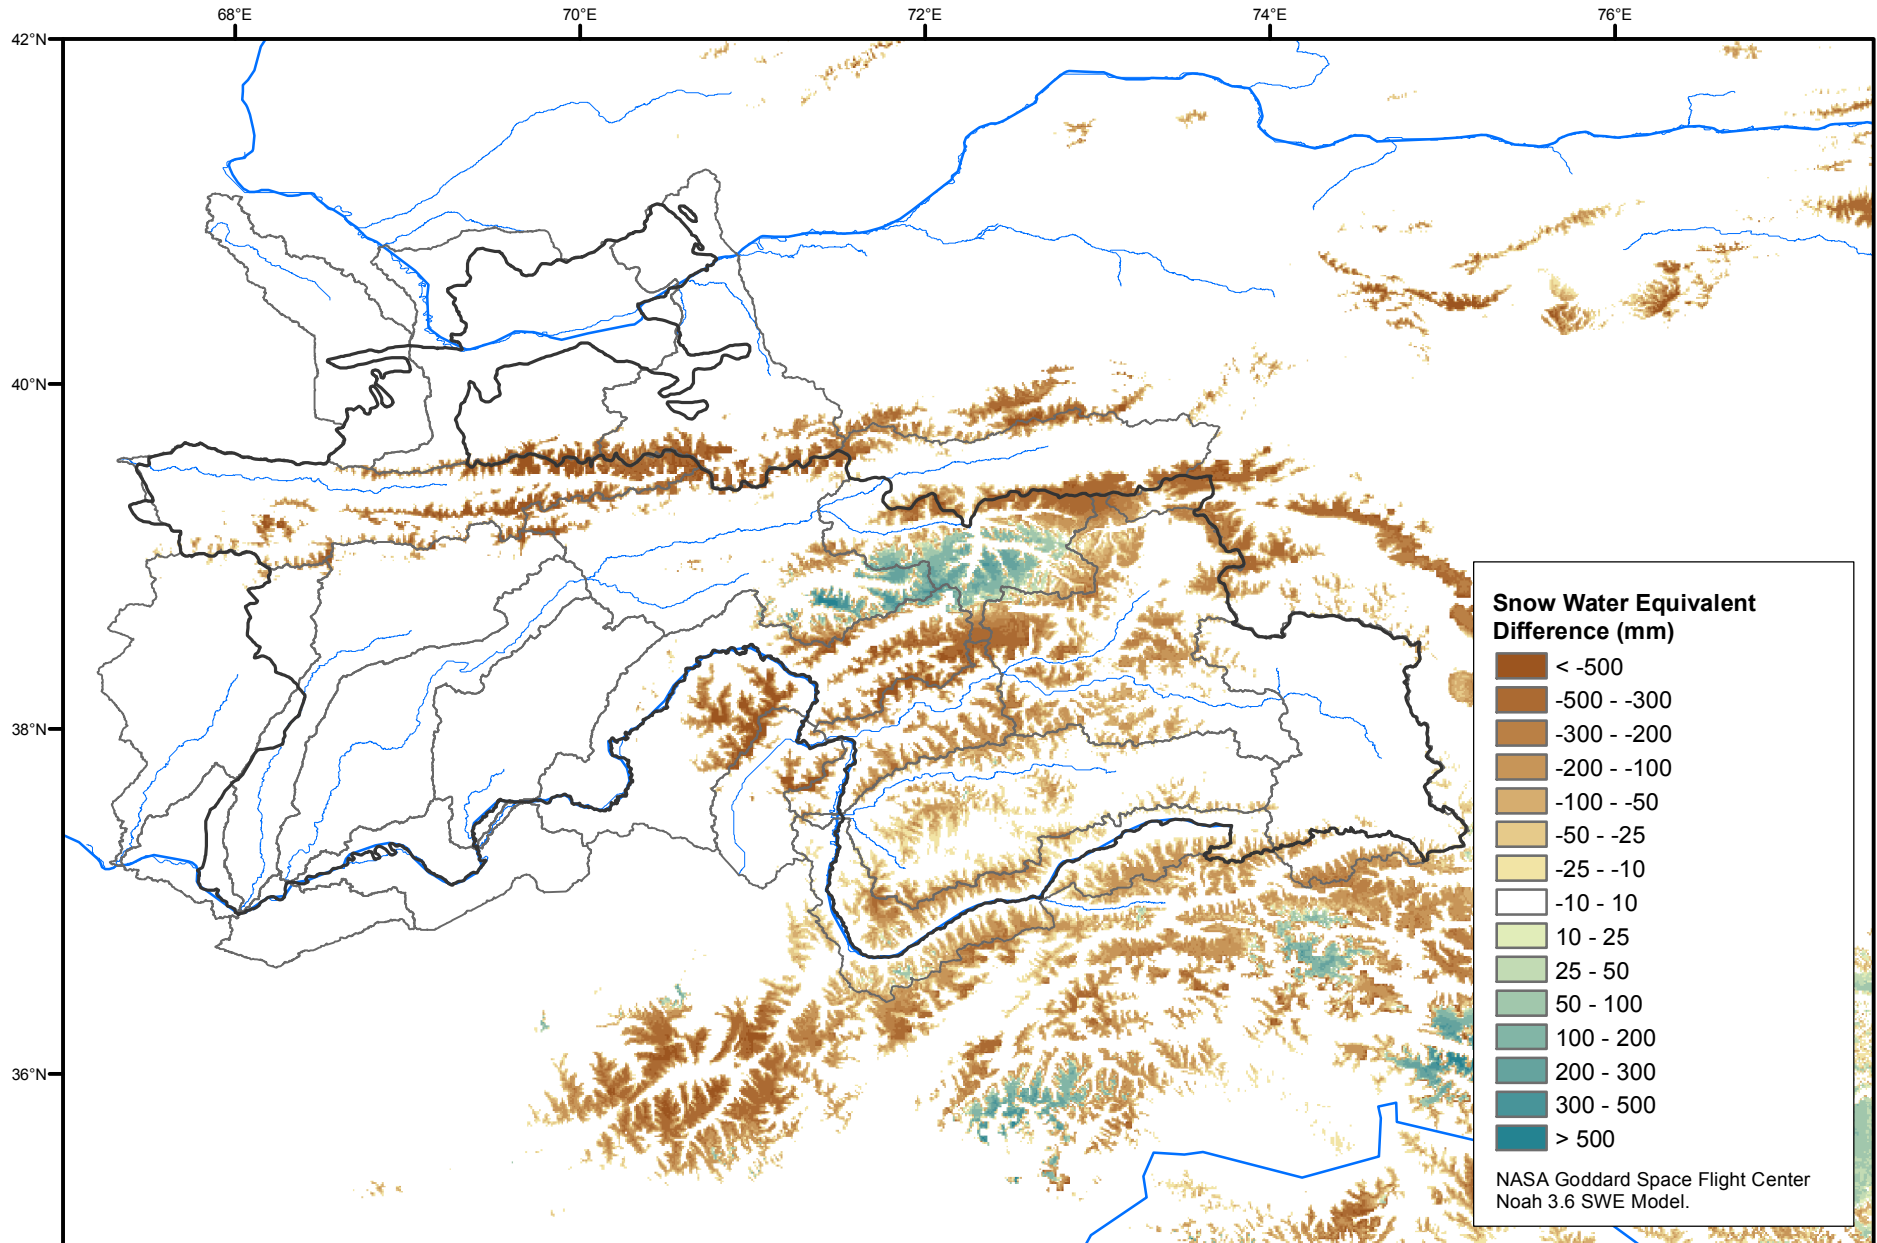 68°E
70°E
72°E
74°E
76°E
42°N
40°N
38°N
36°N
Snow Water Equivalent
Difference (mm)
< -500
-500 - -300
-300 - -200
-200 - -100
-100 - -50
-50 - -25
-25 - -10
-10 - 10
10 - 25
25 - 50
50 - 100
100 - 200
200 - 300
300 - 500
> 500
NASA Goddard Space Flight Center
Noah 3.6 SWE Model.